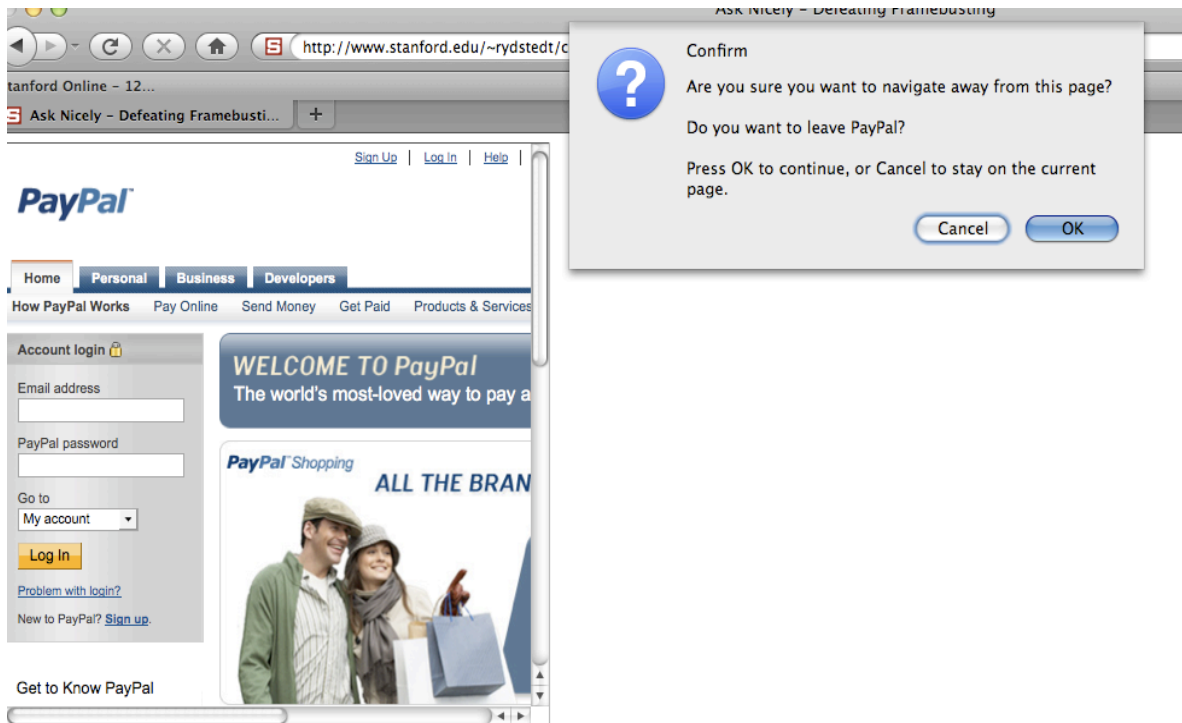 Ask Nicely – Defeating Framebusting
http://www.stanford.edu/~rydstedt/c
tanford Online – 12...
Ask Nicely – Defeating Framebusti...
+
Confirm
Are you sure you want to navigate away from this page?
Do you want to leave PayPal?
Press OK to continue, or Cancel to stay on the current
page.
Cancel OK
Sign Up | Log In | Help |
PayPal
Home Personal Business Developers
How PayPal Works Pay Online Send Money Get Paid Products & Services
Account login
Email address
PayPal password
Go to
My account
Log In
Problem with login?
New to PayPal? Sign up.
Get to Know PayPal
WELCOME TO PayPal
The world's most-loved way to pay a
PayPal Shopping
ALL THE BRAN